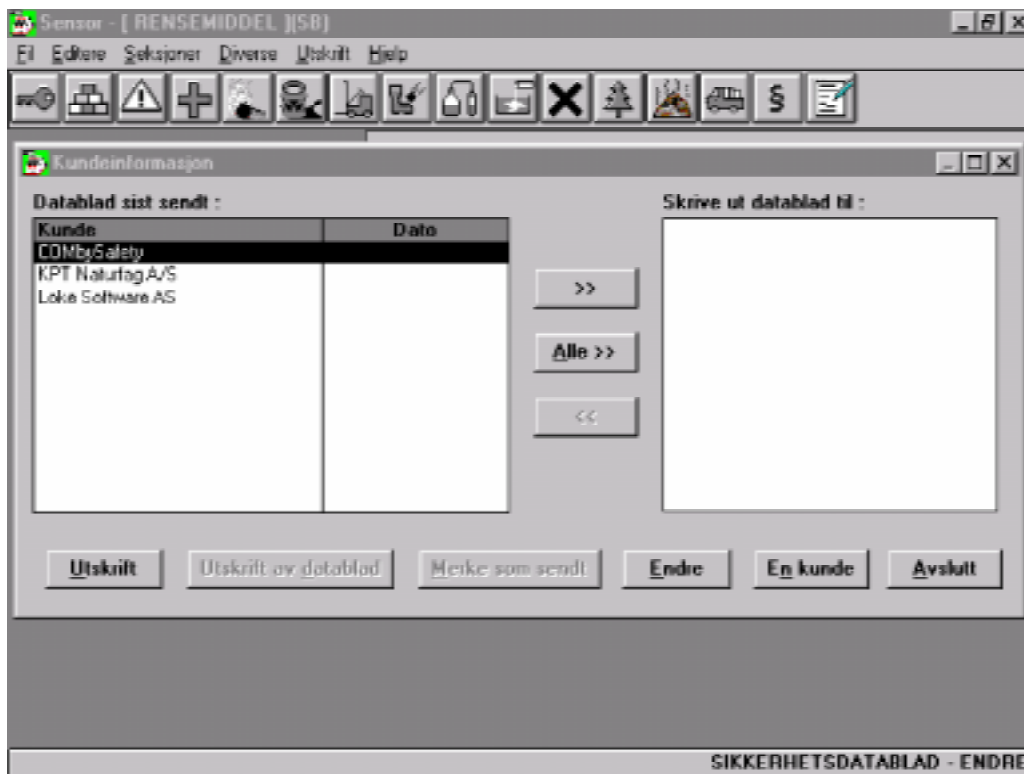 Sensor - [ RENSEMIDDEL ](SB)
Fil Editere Seksjoner Diverse Utskrift Hjelp
§
Kundeinformasjon
Datablad sist sendt :
Skrive ut datablad til :
Kunde Dato
COMbySafety
KPT Naturfag A/S
Loke Software AS
>>
Alle >>
<<
Utskrift Utskrift av datablad Merke som sendt Endre En kunde Avslutt
SIKKERHETSDATABLAD - ENDRE